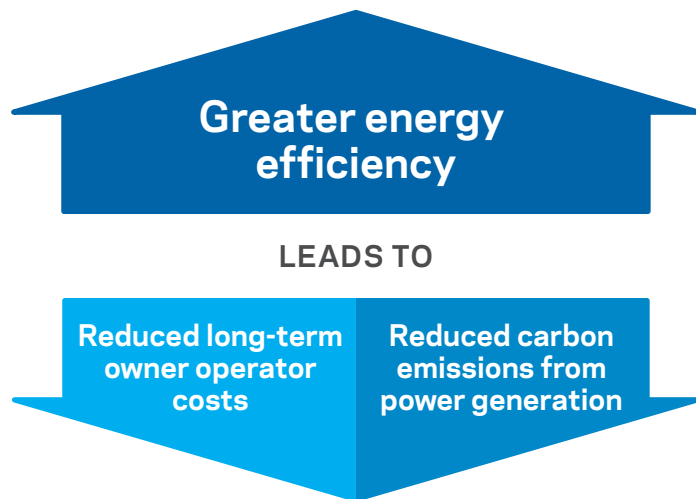 Greater energy
efficiency
LEADS TO
Reduced long-term
owner operator
costs
Reduced carbon
emissions from
power generation